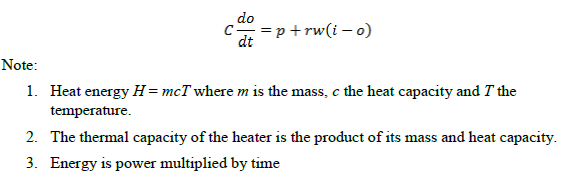 C do/dt = p + rw(i − o)
Note:
1. Heat energy H = mcT where m is the mass, c the heat capacity and T the
temperature.
2. The thermal capacity of the heater is the product of its mass and heat capacity.
3. Energy is power multiplied by time